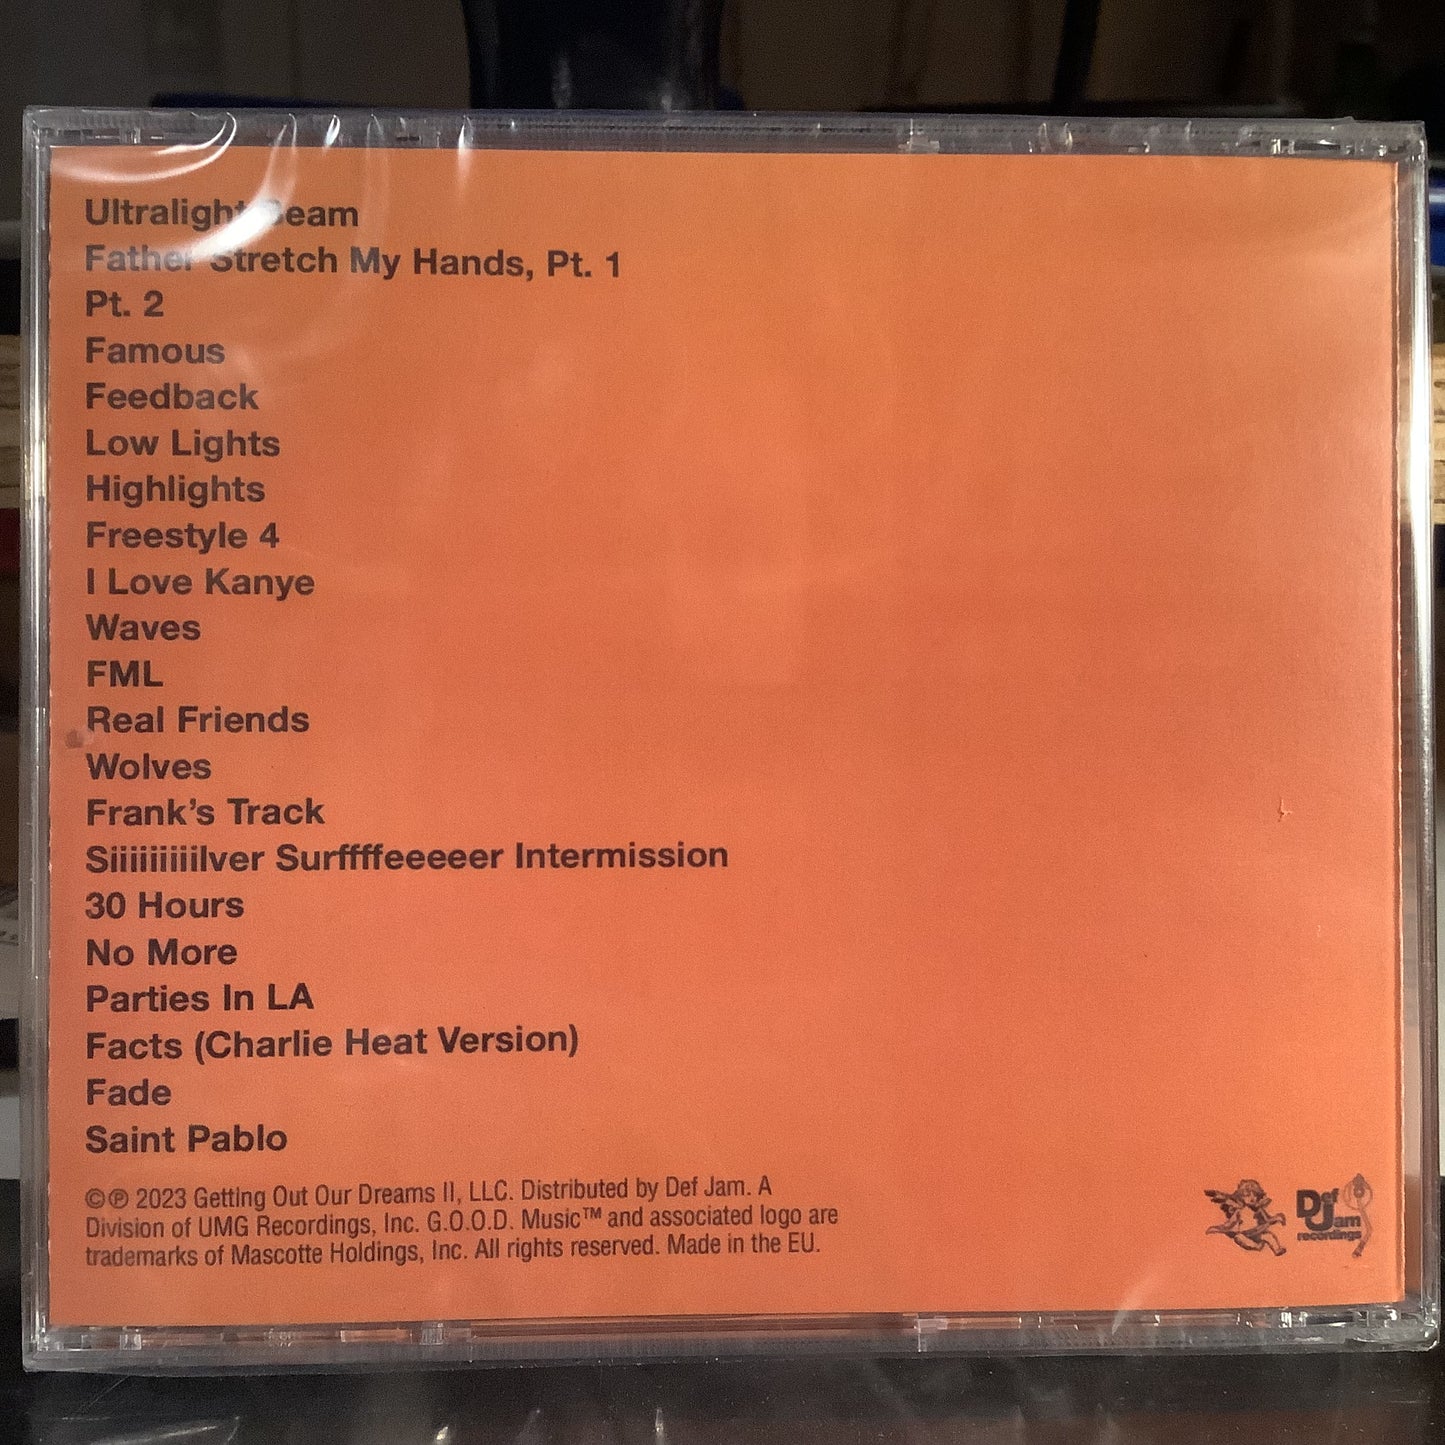 Ultralight Beam
Father Stretch My Hands, Pt. 1
Pt. 2
Famous
Feedback
Low Lights
Highlights
Freestyle 4
I Love Kanye
Waves
FML
Real Friends
Wolves
Frank's Track
Siiiiiiiiilver Surffffeeeeer Intermission
30 Hours
No More
Parties In LA
Facts (Charlie Heat Version)
Fade
Saint Pablo
©℗ 2023 Getting Out Our Dreams II, LLC. Distributed by Def Jam. A
Division of UMG Recordings, Inc. G.O.O.D. Music™ and associated logo are
trademarks of Mascotte Holdings, Inc. All rights reserved. Made in the EU.
Def
Jam
recordings